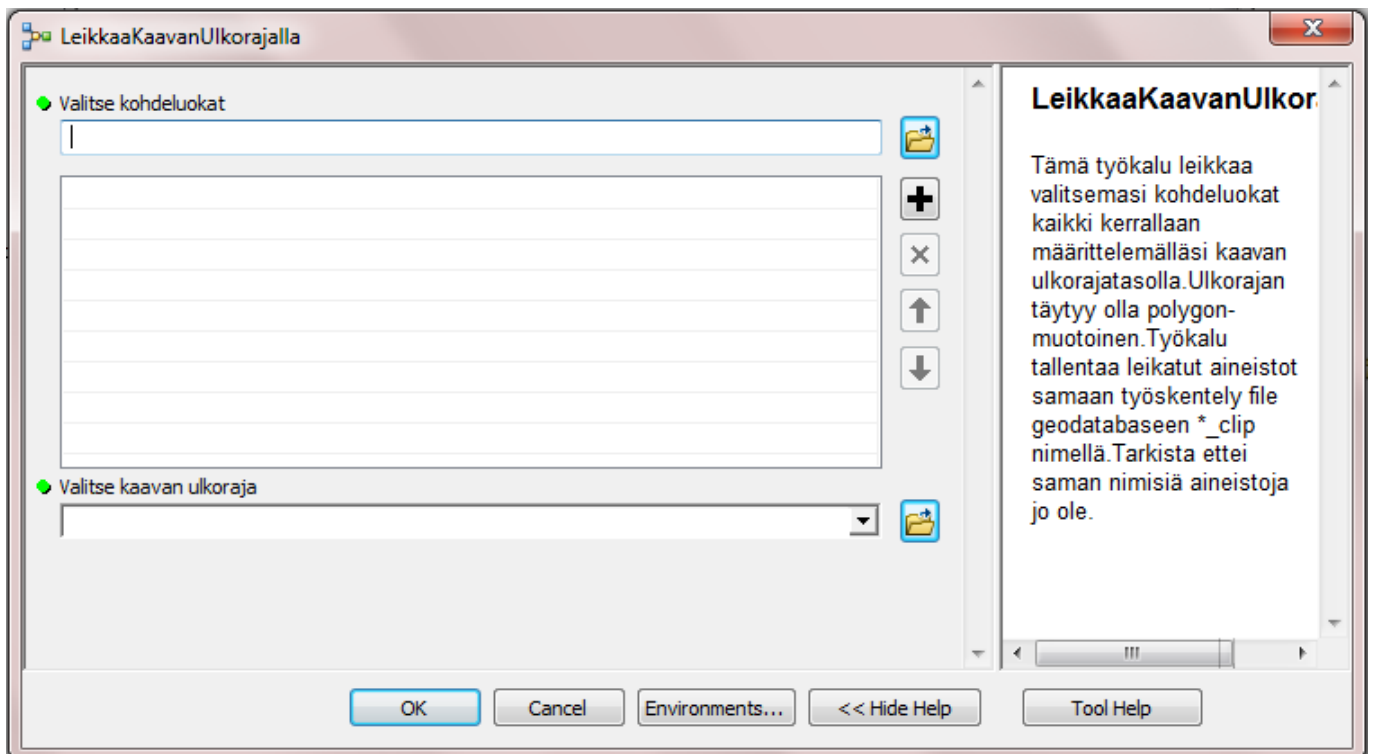 LeikkaaKaavanUlkorajalla
Valitse kohdeluokat
Valitse kaavan ulkoraja
LeikkaaKaavanUlkor
Tämä työkalu leikkaa
valitsemasi kohdeluokat
kaikki kerrallaan
määrittelemälläsi kaavan
ulkorajatasolla.Ulkorajan
täytyy olla polygon-
muotoinen.Työkalu
tallentaa leikatut aineistot
samaan työskentely file
geodatabaseen *_clip
nimellä.Tarkista ettei
saman nimisiä aineistoja
jo ole.
OK Cancel Environments... << Hide Help Tool Help